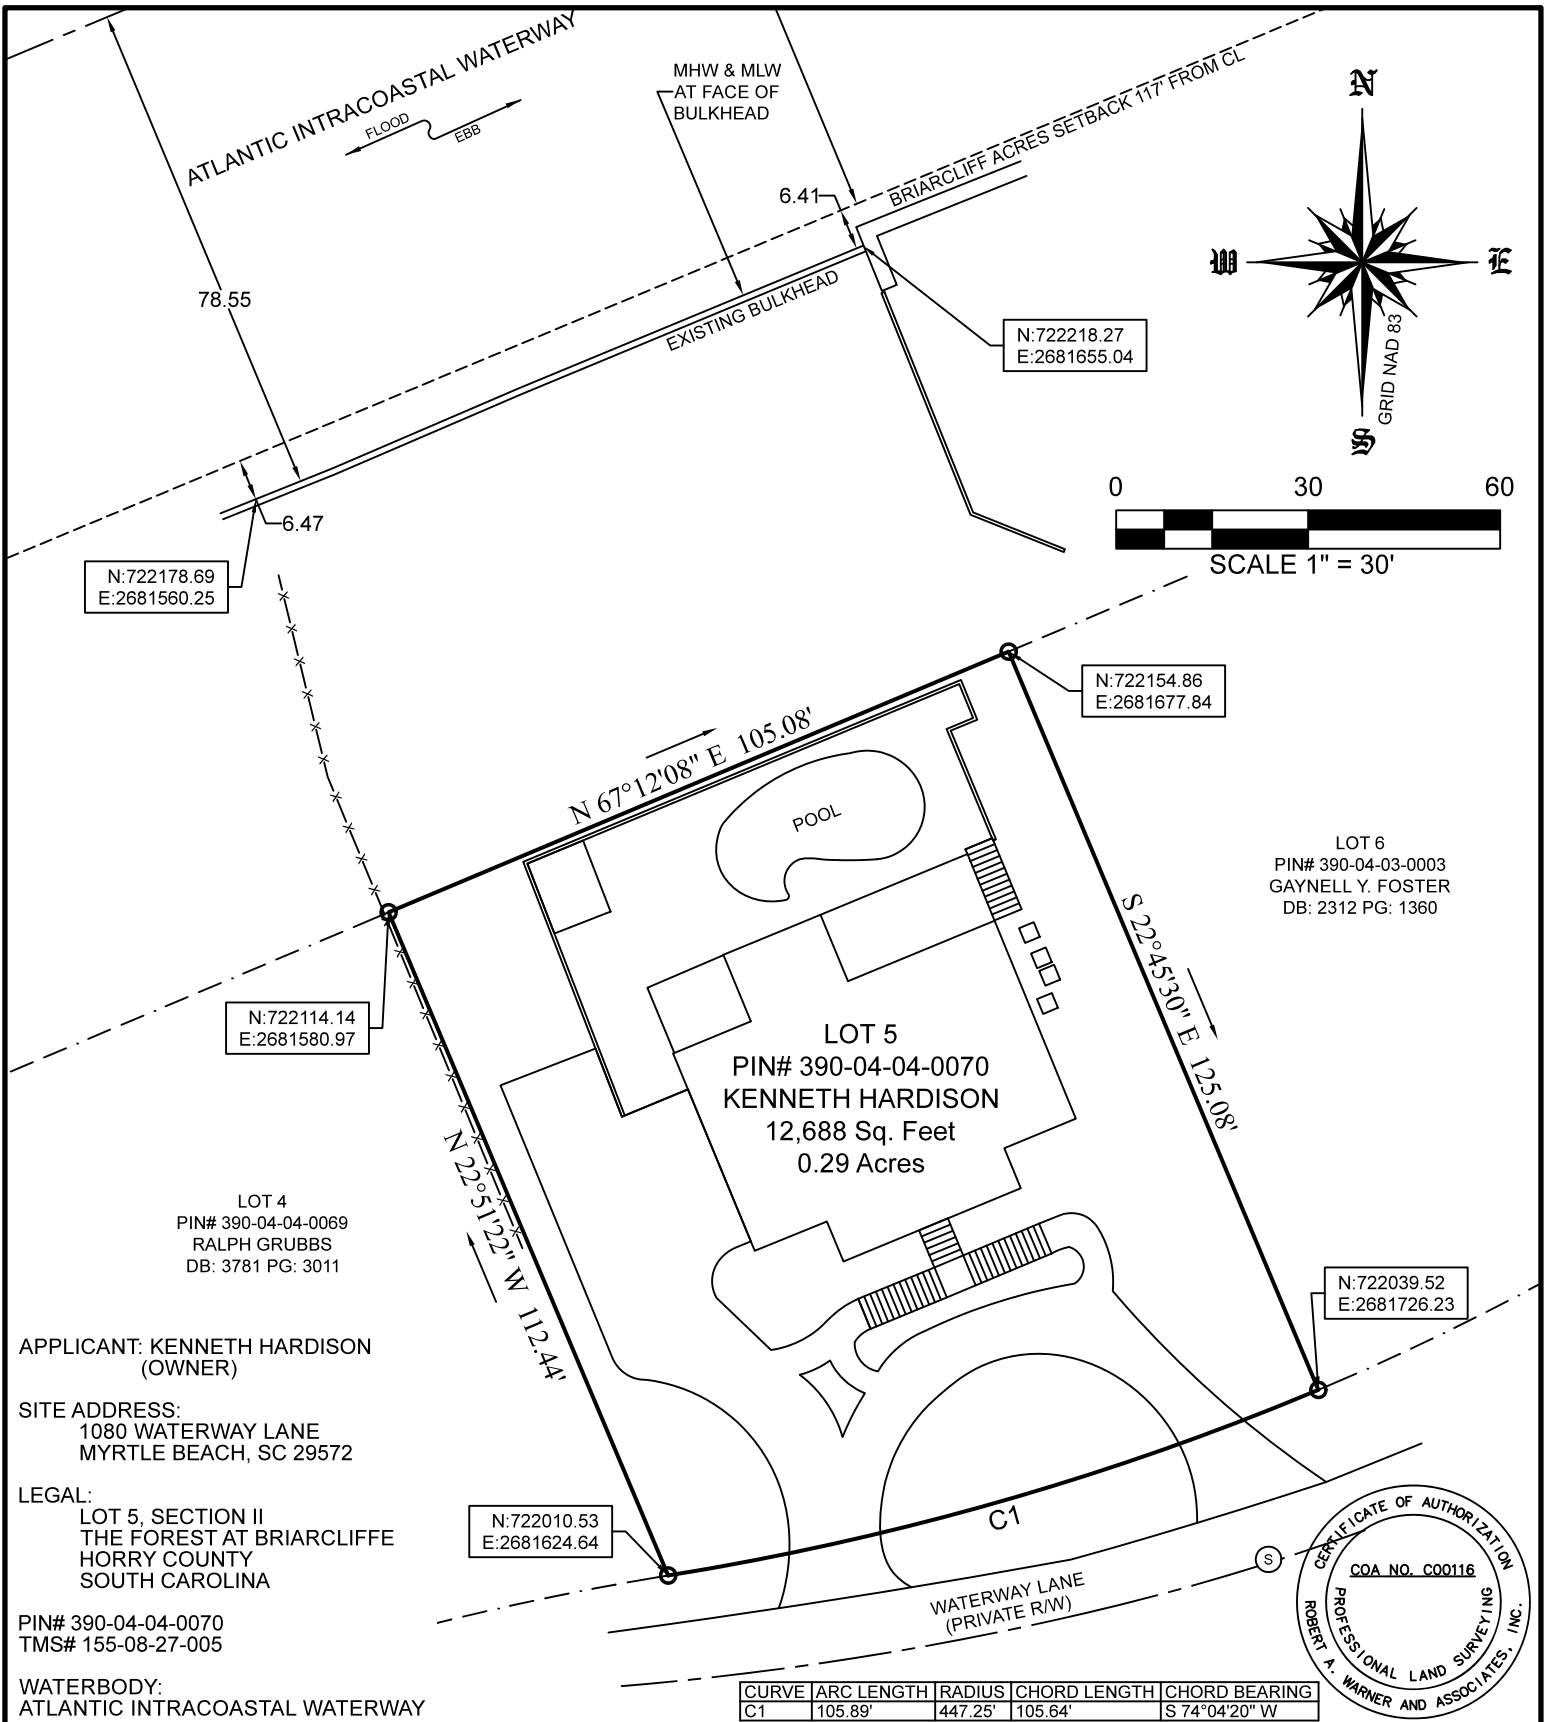 ATLANTIC INTRACOASTAL WATERWAY
FLOOD
EBB
MHW & MLW
AT FACE OF
BULKHEAD
BRIARCLIFF ACRES SETBACK 117' FROM CL
6.41
78.55
EXISTING BULKHEAD
N
W
E
S
GRID NAD 83
N:722218.27
E:2681655.04
0 30 60
SCALE 1" = 30'
6.47
N:722178.69
E:2681560.25
N:722154.86
E:2681677.84
N 67°12'08" E 105.08'
POOL
LOT 6
PIN# 390-04-03-0003
GAYNELL Y. FOSTER
DB: 2312 PG: 1360
S 22°45'30" E 125.08'
N:722114.14
E:2681580.97
LOT 5
PIN# 390-04-04-0070
KENNETH HARDISON
12,688 Sq. Feet
0.29 Acres
N 22°51'22" W 112.44'
LOT 4
PIN# 390-04-04-0069
RALPH GRUBBS
DB: 3781 PG: 3011
N:722039.52
E:2681726.23
APPLICANT: KENNETH HARDISON
(OWNER)
SITE ADDRESS:
1080 WATERWAY LANE
MYRTLE BEACH, SC 29572
LEGAL:
LOT 5, SECTION II
THE FOREST AT BRIARCLIFFE
HORRY COUNTY
SOUTH CAROLINA
PIN# 390-04-04-0070
TMS# 155-08-27-005
WATERBODY:
ATLANTIC INTRACOASTAL WATERWAY
N:722010.53
E:2681624.64
C1
WATERWAY LANE
(PRIVATE R/W)
S
CERTIFICATE OF AUTHORIZATION
COA NO. C00116
PROFESSIONAL LAND SURVEYING
ROBERT A. WARNER AND ASSOCIATES, INC.
CURVE ARC LENGTH RADIUS CHORD LENGTH CHORD BEARING
C1 105.89' 447.25' 105.64' S 74°04'20" W